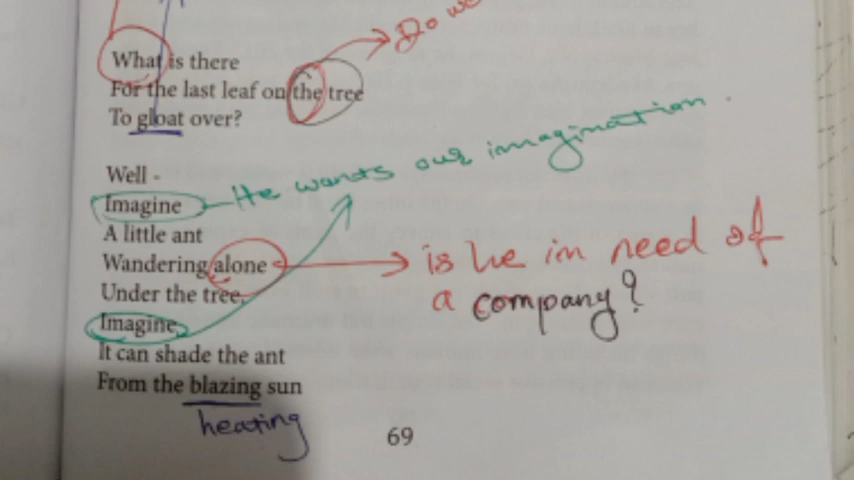 Do
What is there
For the last leaf on the tree
To gloat over?
Well -
Imagine
He wants our imagination.
A little ant
Wandering alone
is he in need of
a company?
Under the tree.
Imagine,
It can shade the ant
From the blazing sun
heating
69